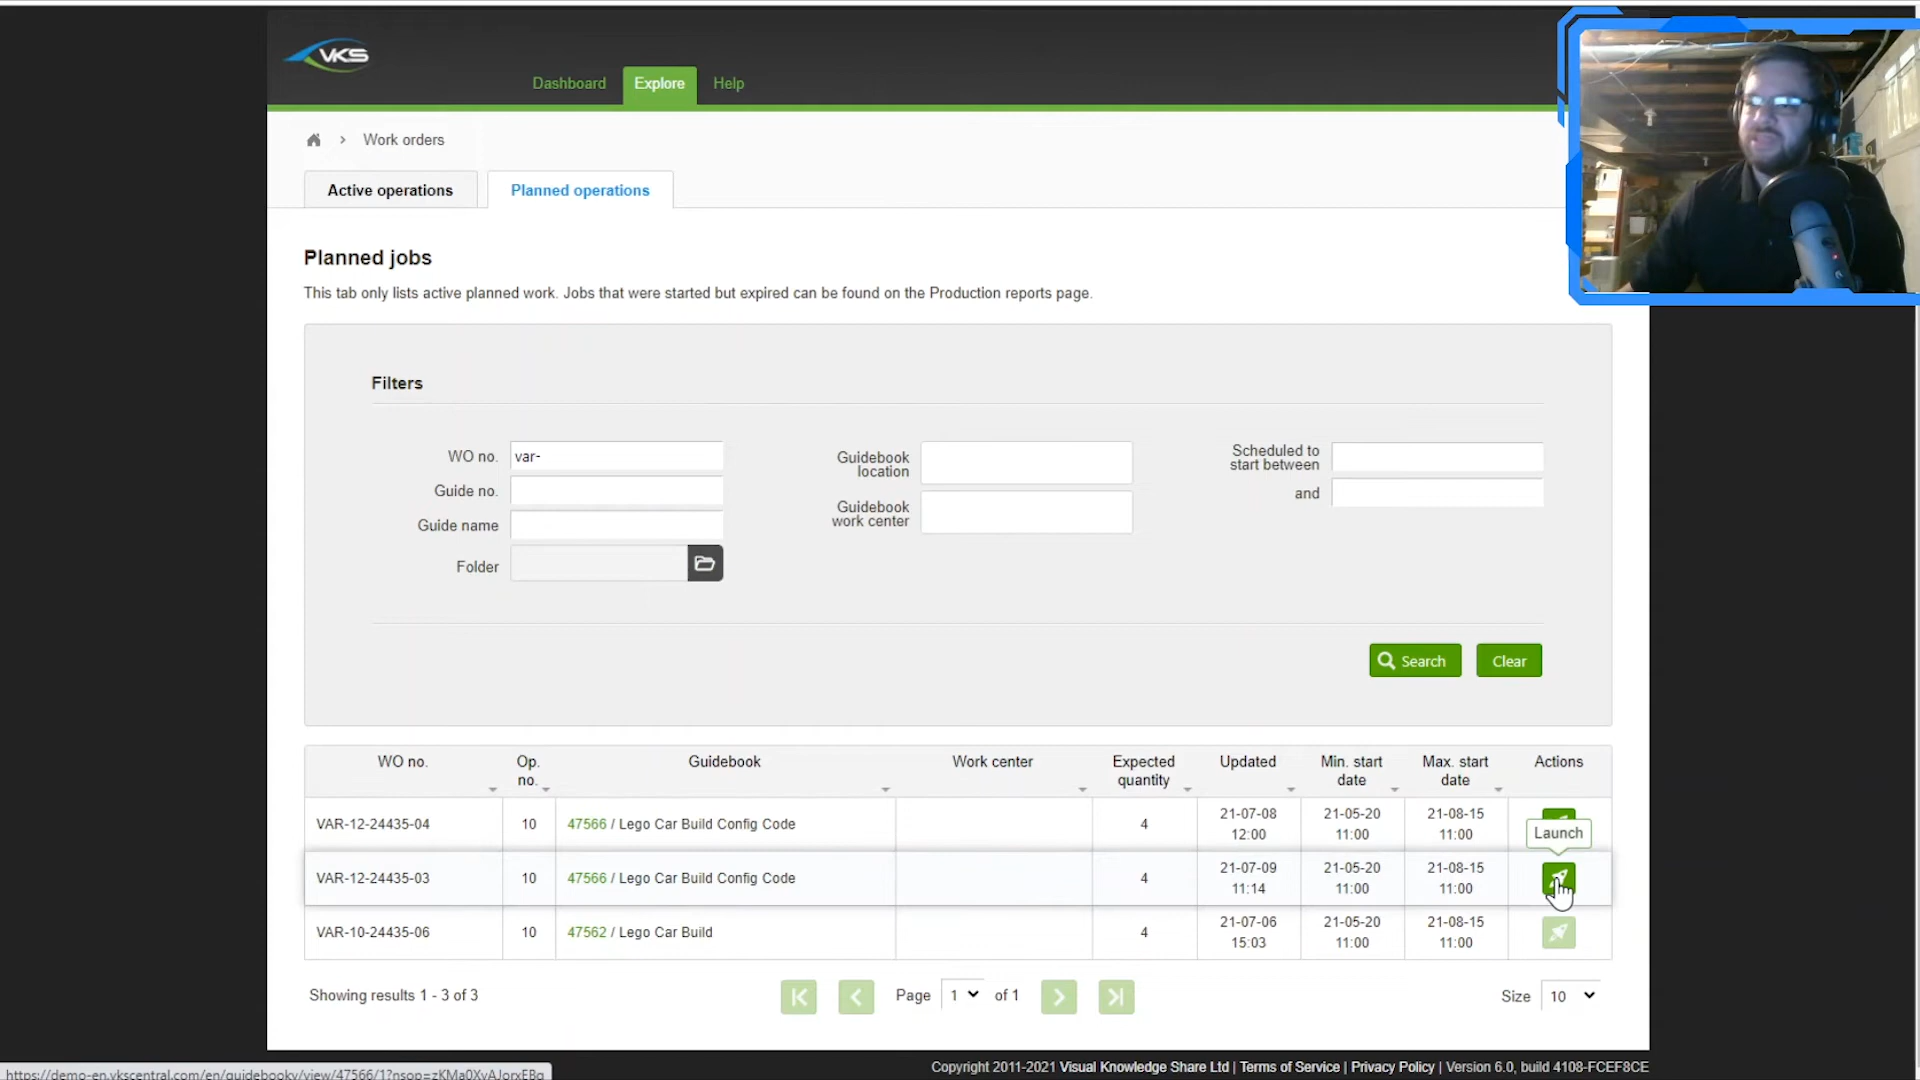 VKS
Dashboard Explore Help
Work orders
Active operations Planned operations
Planned jobs
This tab only lists active planned work. Jobs that were started but expired can be found on the Production reports page.
Filters
WO no. var-
Guide no.
Guide name
Folder
Guidebook
location
Guidebook
work center
Scheduled to
start between
and
Search Clear
WO no. Op. no. Guidebook Work center Expected quantity Updated Min. start date Max. start date Actions
VAR-12-24435-04 10 47566 / Lego Car Build Config Code 4 21-07-08 12:00 21-05-20 11:00 21-08-15 11:00
Launch
VAR-12-24435-03 10 47566 / Lego Car Build Config Code 4 21-07-09 11:14 21-05-20 11:00 21-08-15 11:00
VAR-10-24435-06 10 47562 / Lego Car Build 4 21-07-06 15:03 21-05-20 11:00 21-08-15 11:00
Showing results 1 - 3 of 3 Page 1 of 1 Size 10
Copyright 2011-2021 Visual Knowledge Share Ltd | Terms of Service | Privacy Policy | Version 6.0, build 4108-FCEF8CE